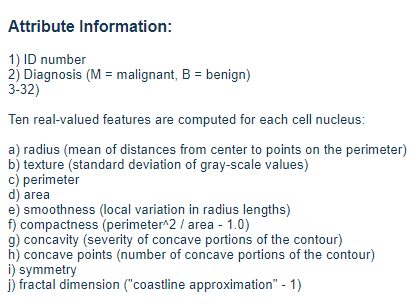 Attribute Information:
1) ID number
2) Diagnosis (M = malignant, B = benign)
3-32)
Ten real-valued features are computed for each cell nucleus:
a) radius (mean of distances from center to points on the perimeter)
b) texture (standard deviation of gray-scale values)
c) perimeter
d) area
e) smoothness (local variation in radius lengths)
f) compactness (perimeter^2 / area - 1.0)
g) concavity (severity of concave portions of the contour)
h) concave points (number of concave portions of the contour)
i) symmetry
j) fractal dimension ("coastline approximation" - 1)